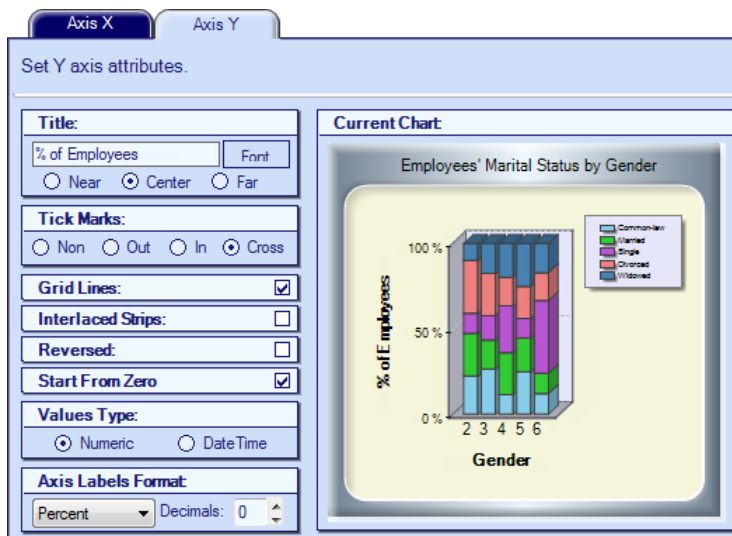 Axis X
Axis Y
Set Y axis attributes.
Title:
% of Employees
Font
Near
Center
Far
Tick Marks:
Non
Out
In
Cross
Grid Lines:
Interlaced Strips:
Reversed:
Start From Zero
Values Type:
Numeric
DateTime
Axis Labels Format:
Percent
Decimals:
0
Current Chart:
Employees' Marital Status by Gender
Common-law
Married
Single
Divorced
Widowed
100 %
50 %
0 %
% of Employees
2 3 4 5 6
Gender